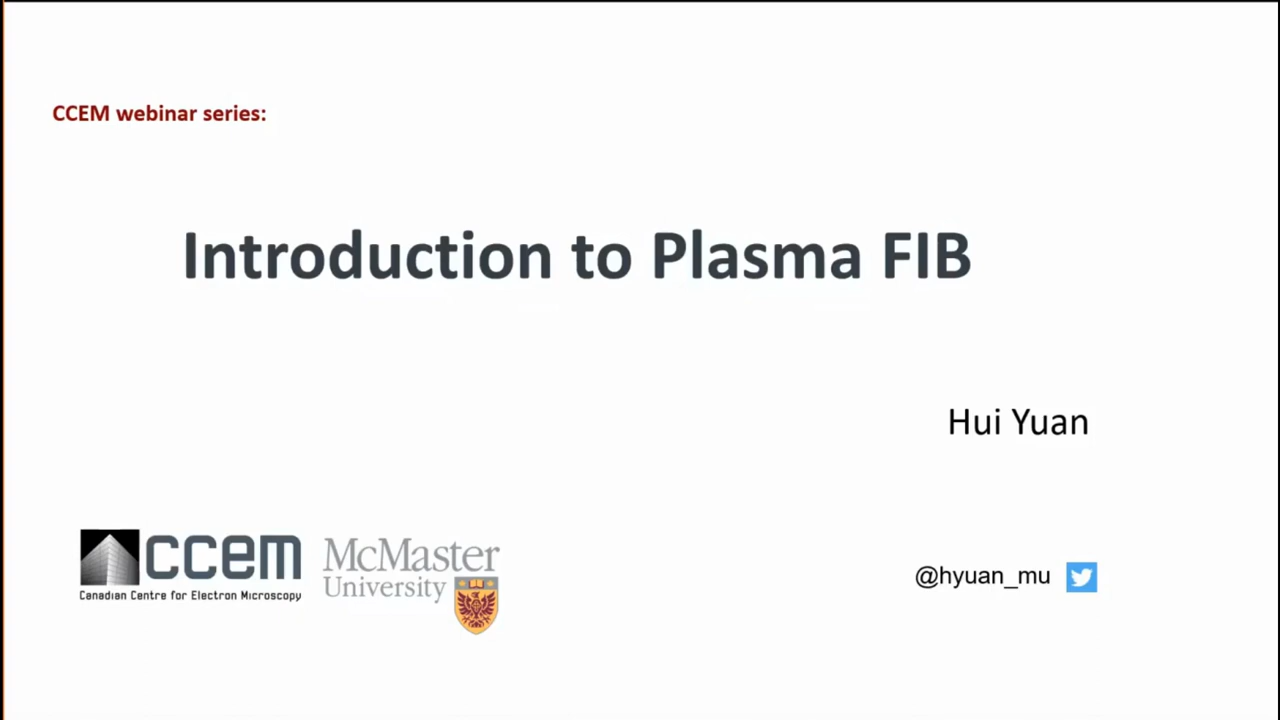 CCEM webinar series:
Introduction to Plasma FIB
Hui Yuan
ccem
Canadian Centre for Electron Microscopy
McMaster
University
@hyuan_mu